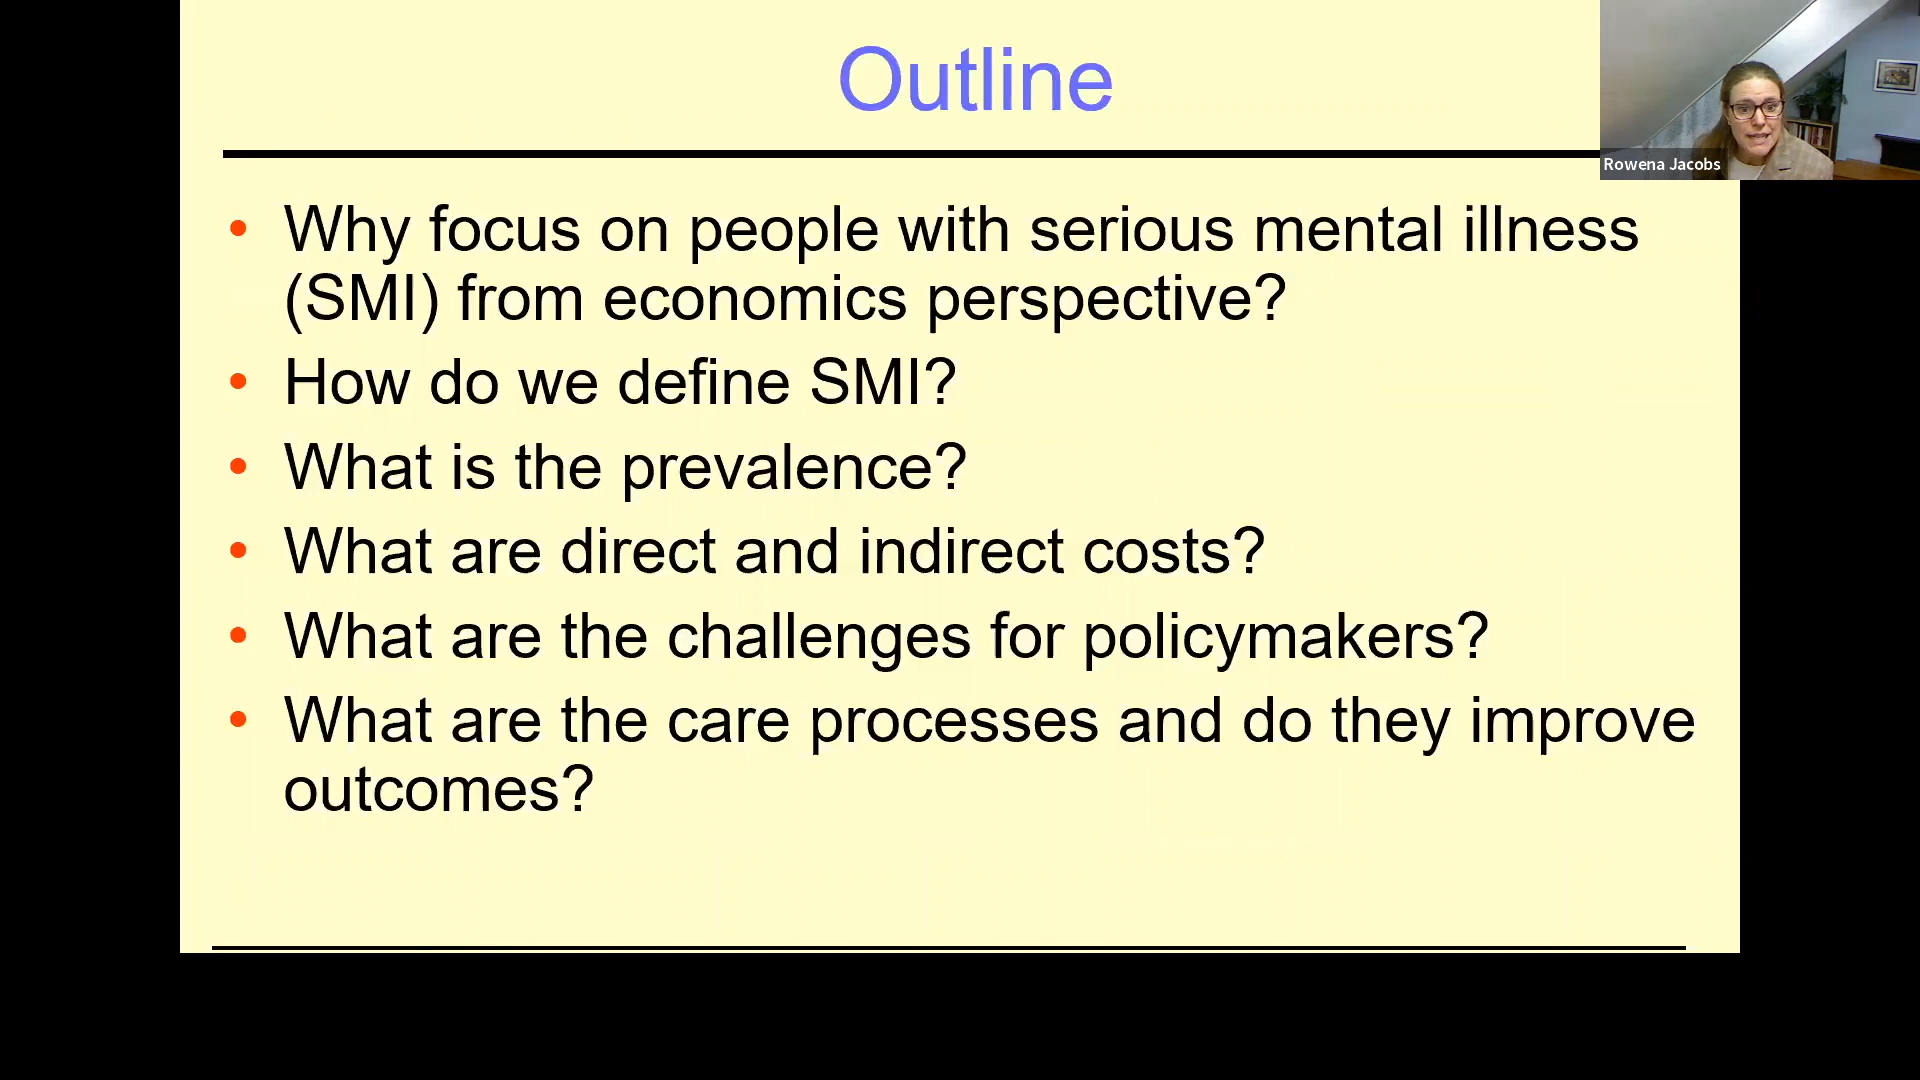 Outline
Rowena Jacobs
• Why focus on people with serious mental illness
(SMI) from economics perspective?
• How do we define SMI?
• What is the prevalence?
• What are direct and indirect costs?
• What are the challenges for policymakers?
• What are the care processes and do they improve
outcomes?